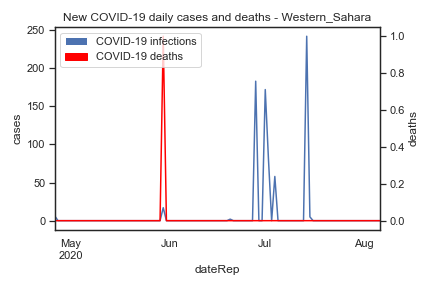 New COVID-19 daily cases and deaths - Western_Sahara
COVID-19 infections
COVID-19 deaths
250
200
150
100
50
0
cases
1.0
0.8
0.6
0.4
0.2
0.0
deaths
May
2020
Jun
Jul
Aug
dateRep